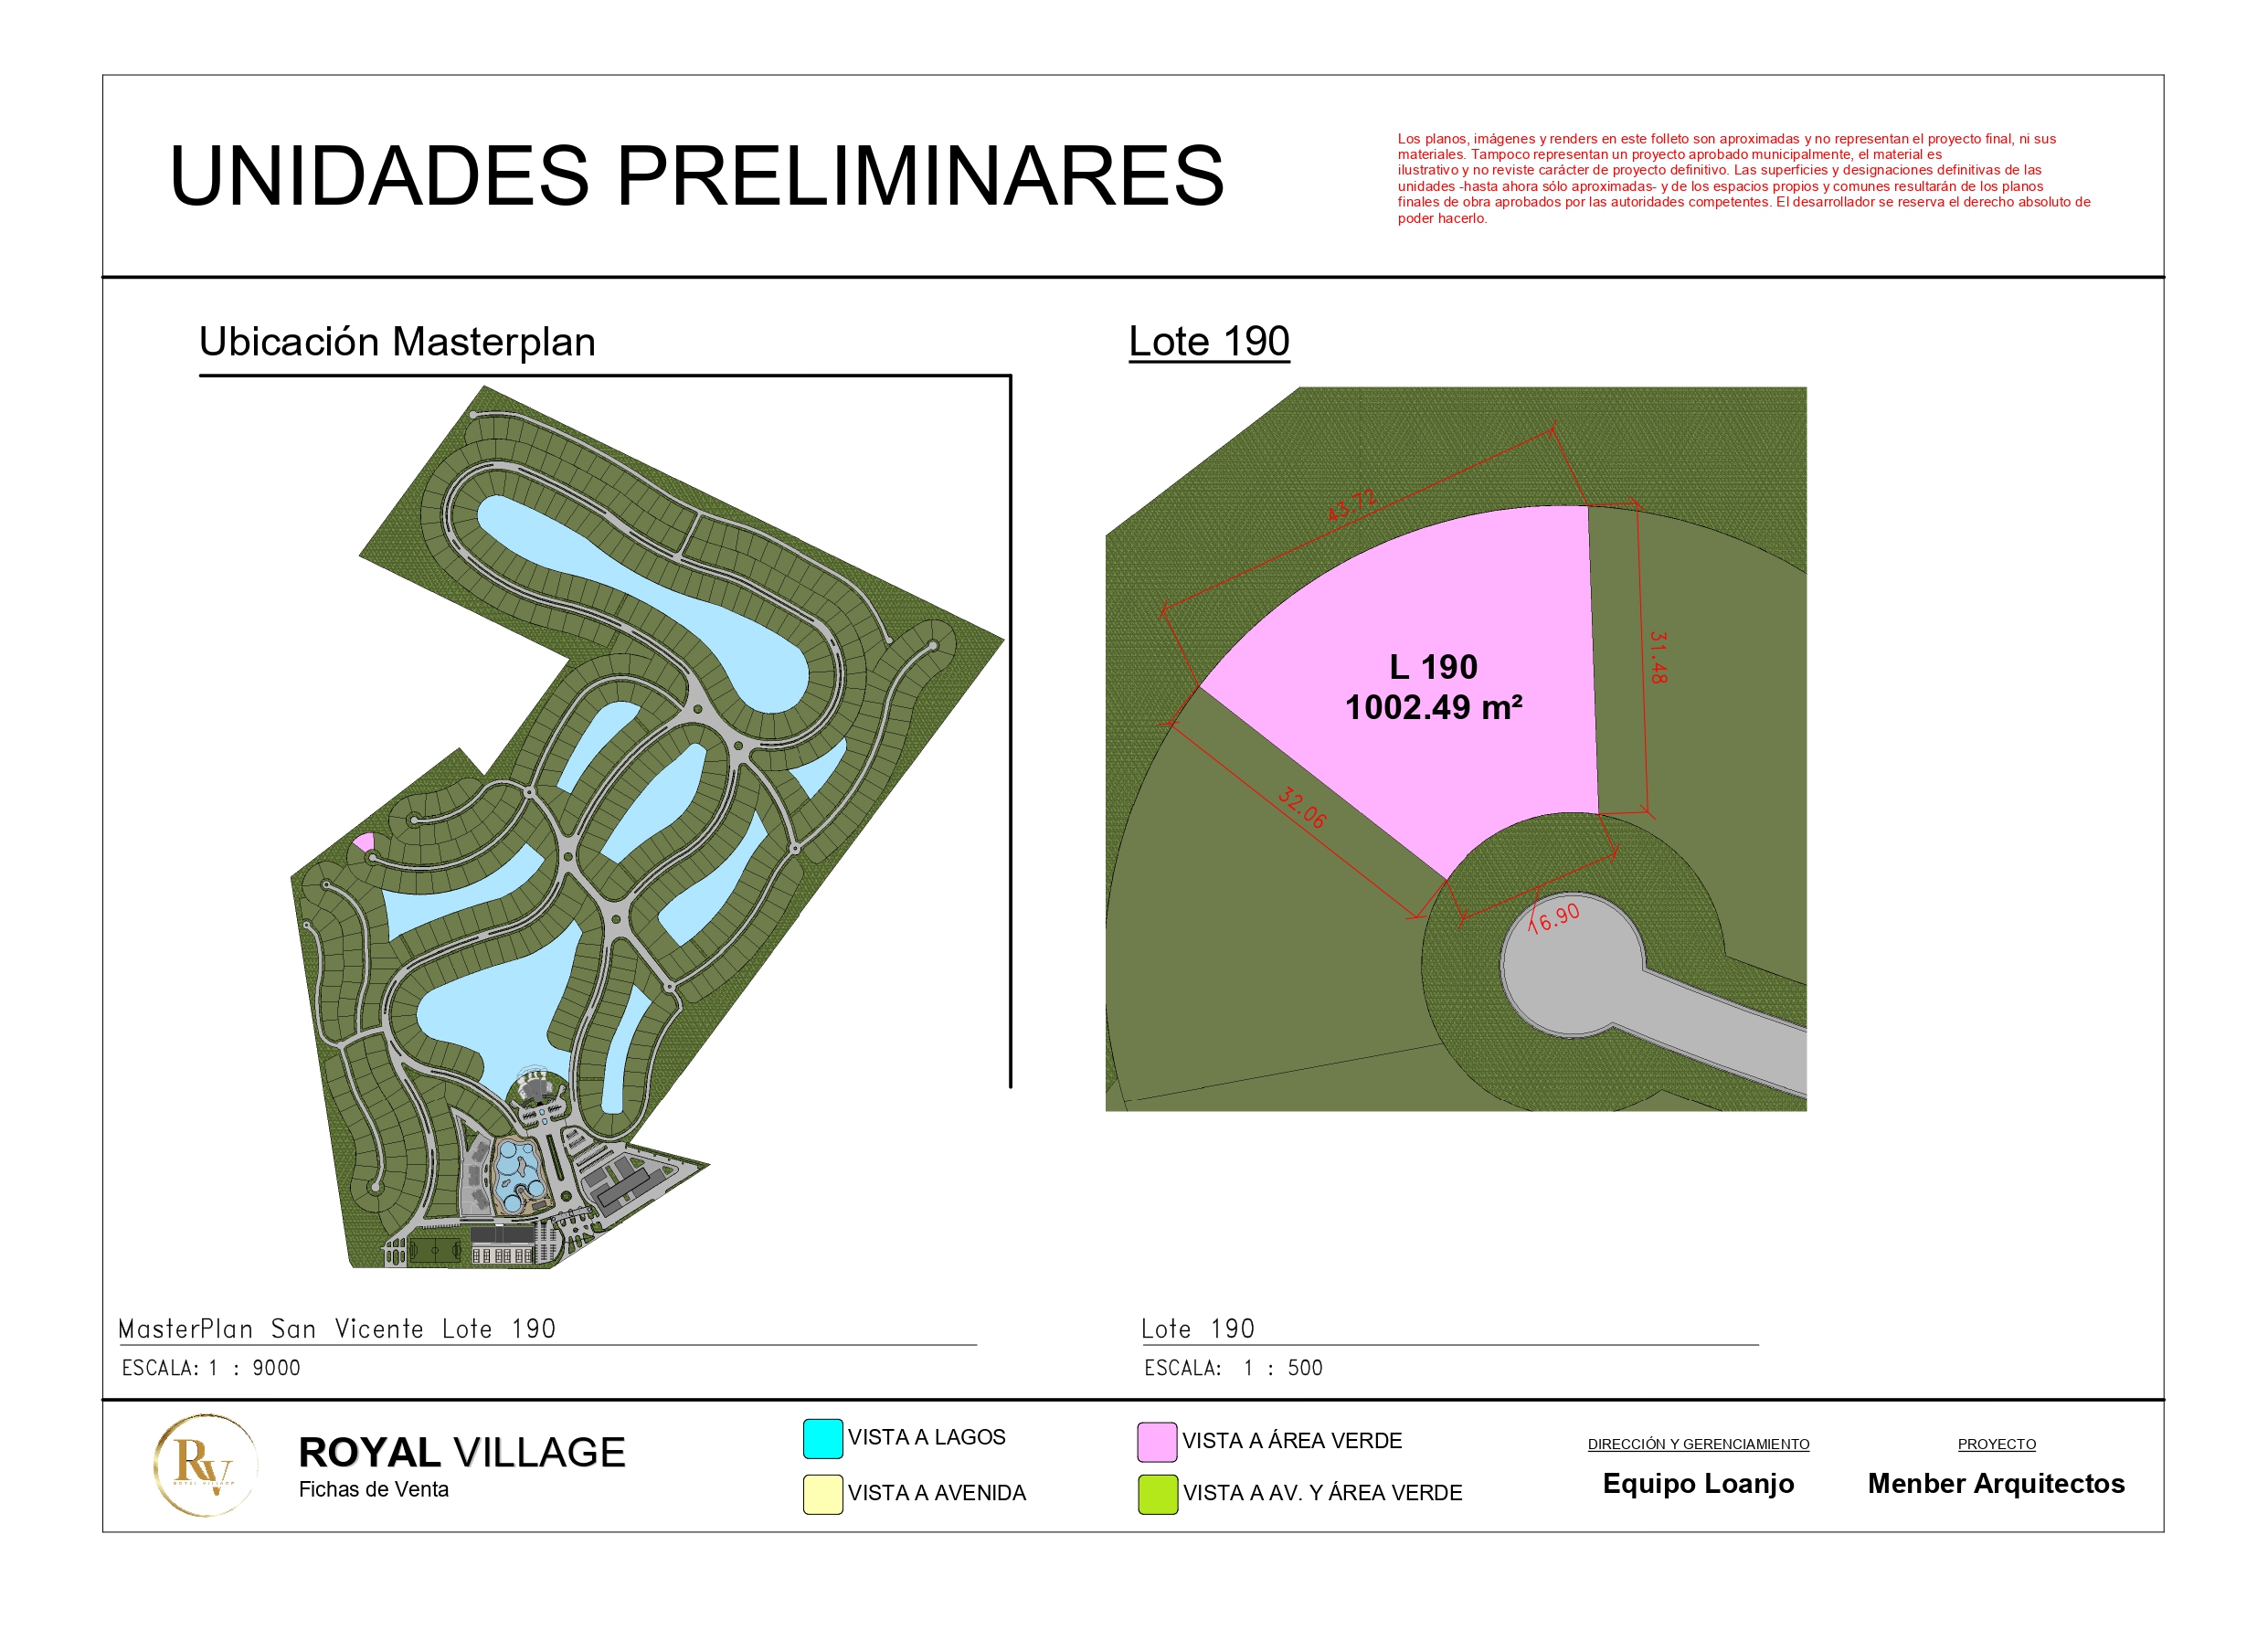 UNIDADES PRELIMINARES
Los planos, imágenes y renders en este folleto son aproximadas y no representan el proyecto final, ni sus
materiales. Tampoco representan un proyecto aprobado municipalmente, el material es
ilustrativo y no reviste carácter de proyecto definitivo. Las superficies y designaciones definitivas de las
unidades -hasta ahora sólo aproximadas- y de los espacios propios y comunes resultarán de los planos
finales de obra aprobados por las autoridades competentes. El desarrollador se reserva el derecho absoluto de
poder hacerlo.
Ubicación Masterplan
Lote 190
43.72
31.48
L 190
1002.49 m²
32.06
16.90
MasterPlan San Vicente Lote 190
ESCALA: 1 : 9000
Lote 190
ESCALA: 1 : 500
RV
ROYAL VILLAGE
ROYAL VILLAGE
Fichas de Venta
VISTA A LAGOS
VISTA A AVENIDA
VISTA A ÁREA VERDE
VISTA A AV. Y ÁREA VERDE
DIRECCIÓN Y GERENCIAMIENTO
Equipo Loanjo
PROYECTO
Menber Arquitectos